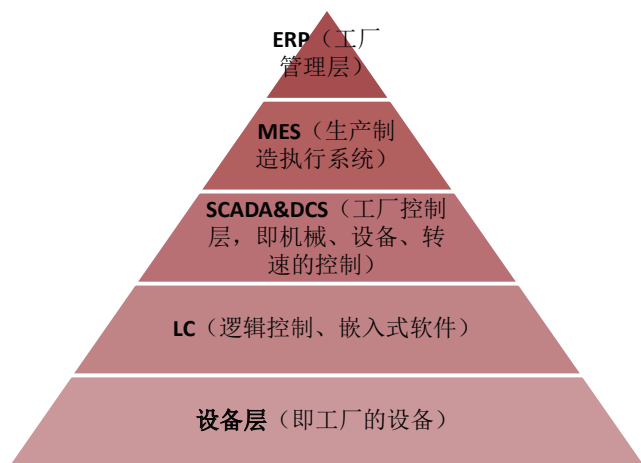 ERP（工厂
管理层）
MES（生产制
造执行系统）
SCADA&DCS（工厂控制
层，即机械、设备、转
速的控制）
LC（逻辑控制、嵌入式软件）
设备层（即工厂的设备）